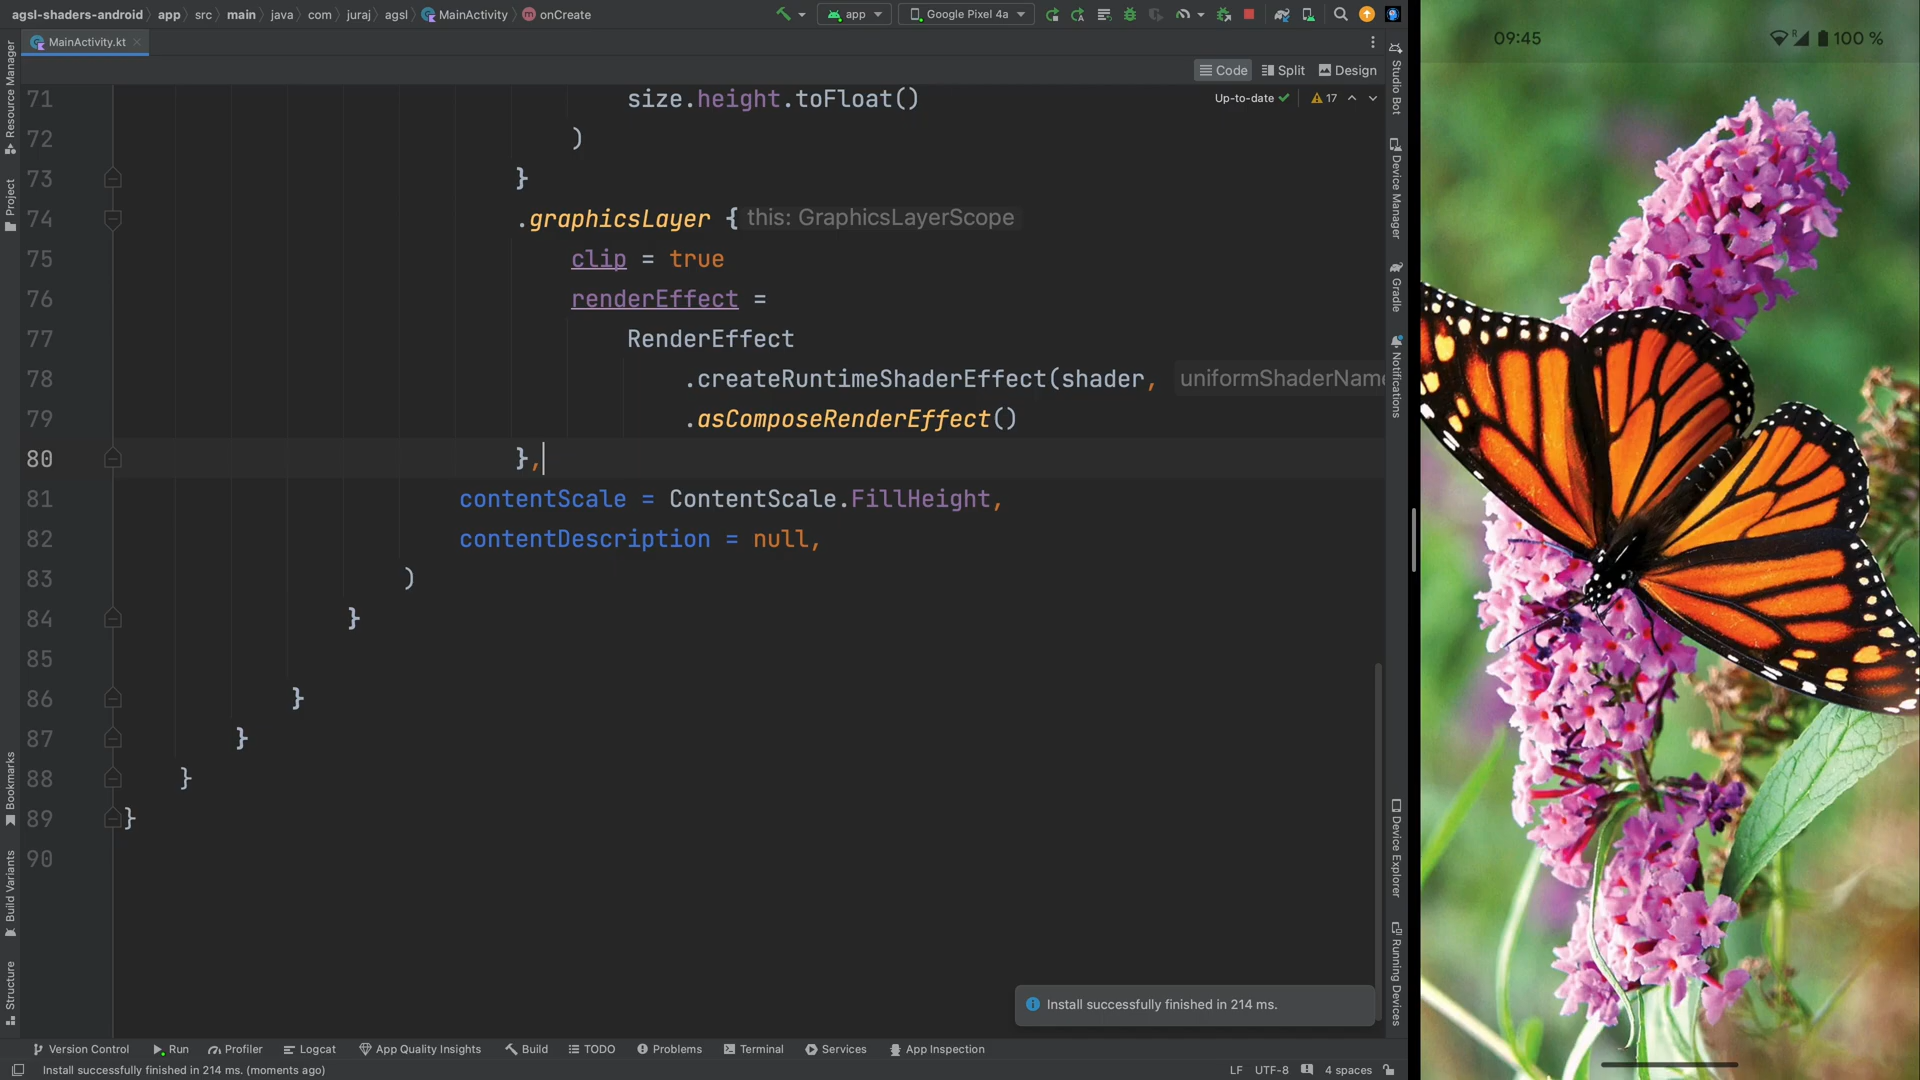 agsl-shaders-android app src main java com juraj agsl MainActivity onCreate
app Google Pixel 4a
MainActivity.kt
Code Split Design
Up-to-date 17
71 size.height.toFloat()
72 )
73 }
74 .graphicsLayer { this: GraphicsLayerScope
75 clip = true
76 renderEffect =
77 RenderEffect
78 .createRuntimeShaderEffect(shader, uniformShaderName
79 .asComposeRenderEffect()
80 },
81 contentScale = ContentScale.FillHeight,
82 contentDescription = null,
83 )
84 }
85
86 }
87 }
88 }
89 }
90
Resource Manager
Project
Bookmarks
Build Variants
Structure
Studio Bot
Device Manager
Gradle
Notifications
Device Explorer
Running Devices
Install successfully finished in 214 ms.
Version Control Run Profiler Logcat App Quality Insights Build TODO Problems Terminal Services App Inspection
Install successfully finished in 214 ms. (moments ago)
LF UTF-8 4 spaces
09:45 R 100 %